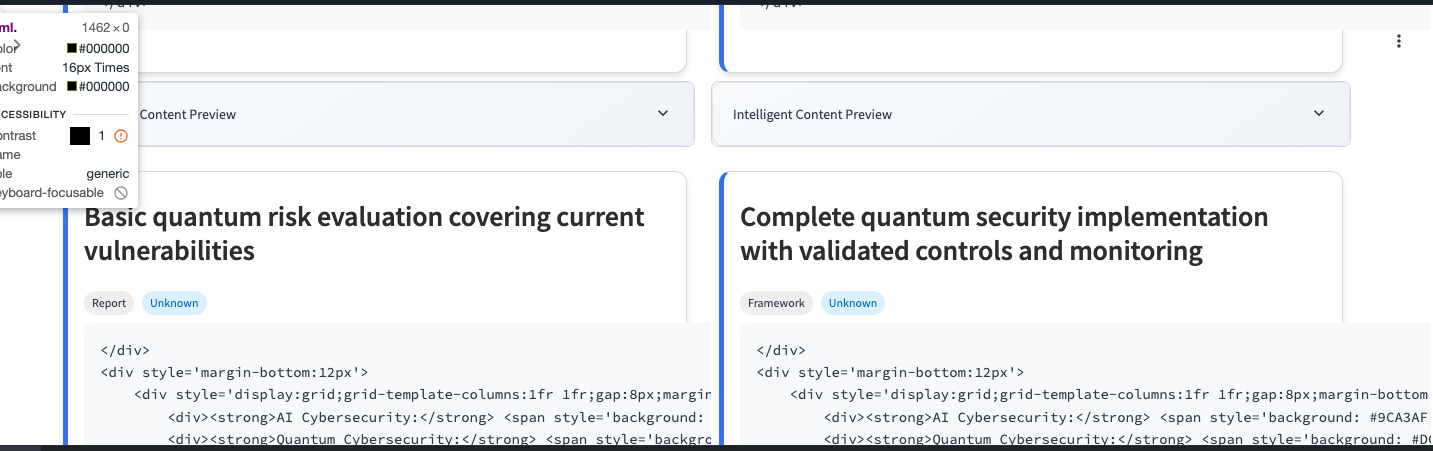 </div>
</div>
ml.
1462 × 0
olor
#000000
ont
16px Times
ackground
#000000
CCESSIBILITY
ontrast
1
ame
ole
generic
eyboard-focusable
Content Preview
Intelligent Content Preview
Basic quantum risk evaluation covering current
vulnerabilities
Report
Unknown
</div>
<div style='margin-bottom:12px'>
<div style='display:grid;grid-template-columns:1fr 1fr;gap:8px;margin
<div><strong>AI Cybersecurity:</strong> <span style='background:
<div><strong>Quantum Cybersecurity:</strong> <span style='backgro
Complete quantum security implementation
with validated controls and monitoring
Framework
Unknown
</div>
<div style='margin-bottom:12px'>
<div style='display:grid;grid-template-columns:1fr 1fr;gap:8px;margin-bottom
<div><strong>AI Cybersecurity:</strong> <span style='background: #9CA3AF
<div><strong>Quantum Cybersecurity:</strong> <span style='background: #D